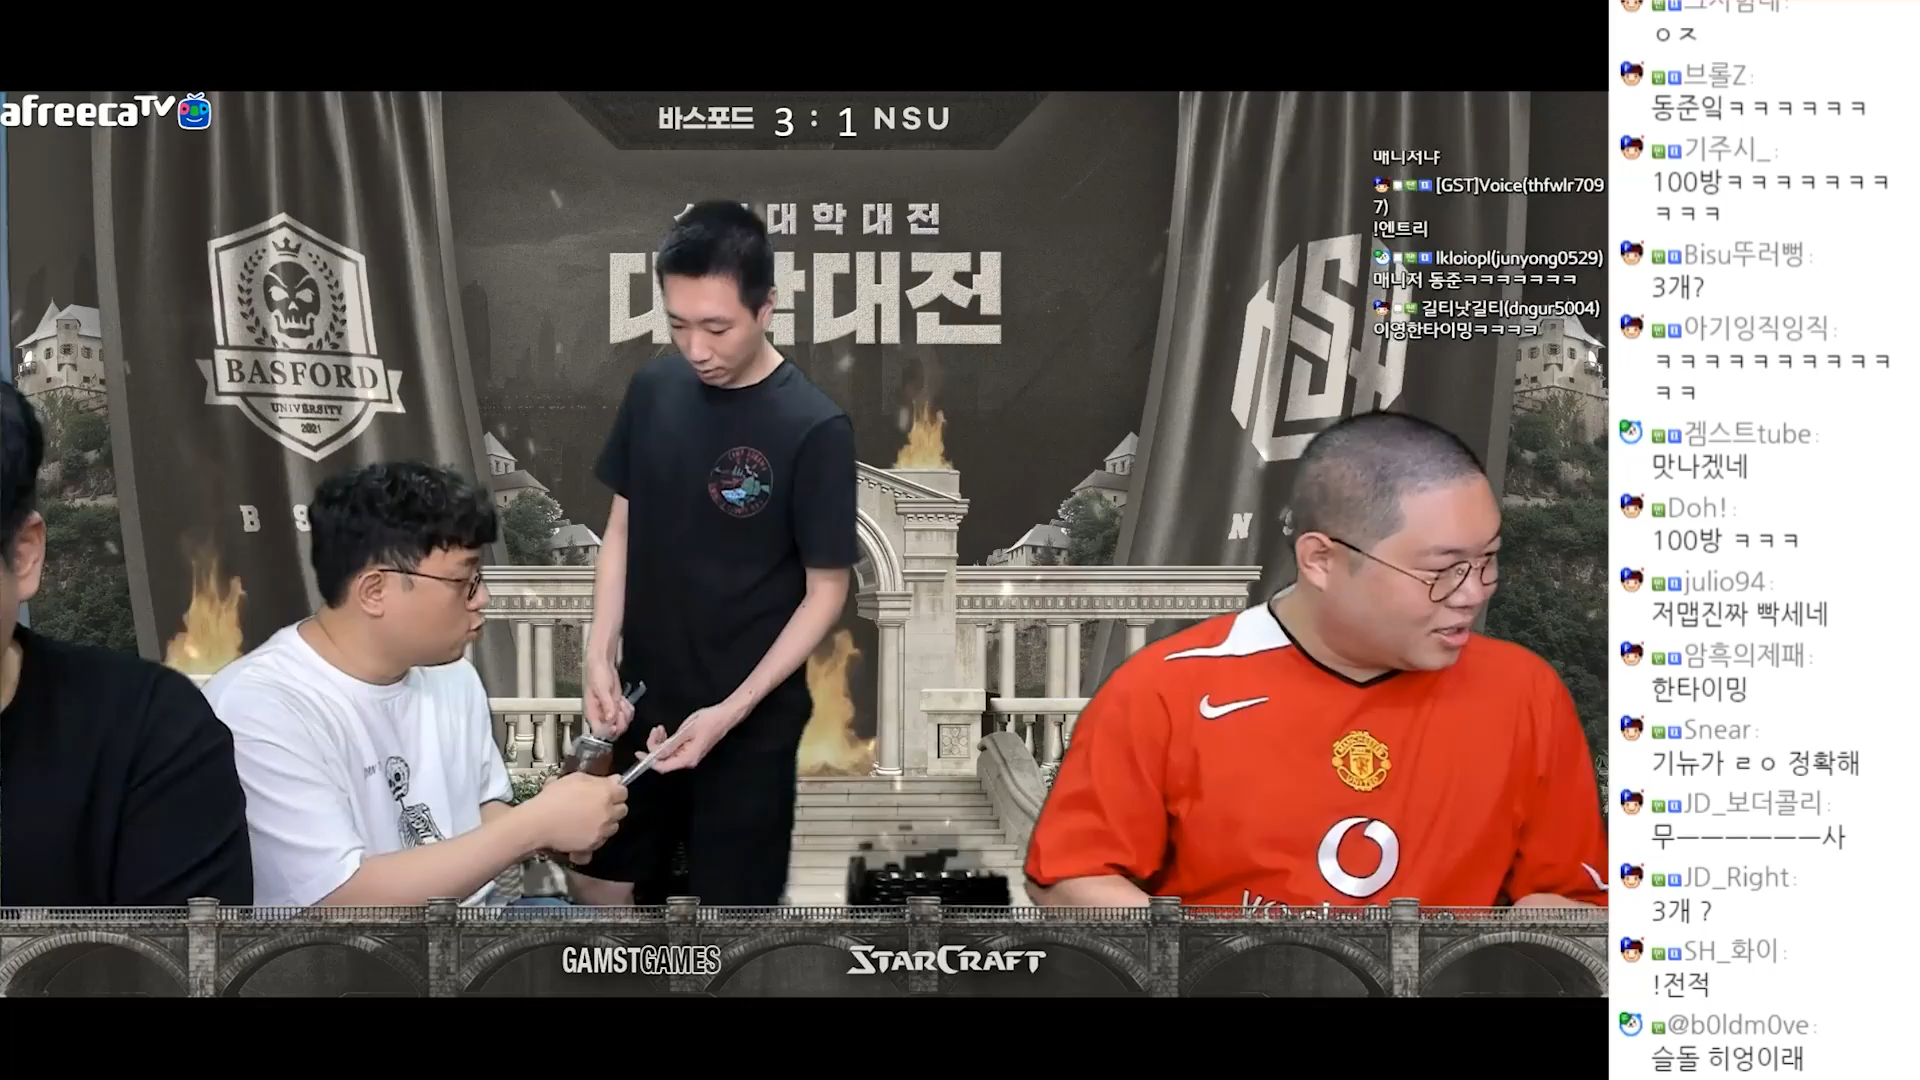 afreecaTV
바스포드 3 : 1 NSU
대학대전
대전
BASFORD
UNIVERSITY
2021
B
N
매니저냐
[GST]Voice(thfwlr709
7)
!엔트리
lkloiopl(junyong0529)
매니저 동준ㅋㅋㅋㅋㅋㅋㅋ
길티낫길티(dngur5004)
이영한타이밍ㅋㅋㅋㅋ
MANCHESTER
UNITED
GAMSTGAMES
STARCRAFT
ㅇㅈ
브롤Z:
동준잌ㅋㅋㅋㅋㅋㅋ
기주시_:
100방ㅋㅋㅋㅋㅋㅋㅋ
ㅋㅋㅋ
Bisu뚜러뻥:
3개?
아기잉직잉직:
ㅋㅋㅋㅋㅋㅋㅋㅋㅋㅋ
ㅋㅋ
겜스트tube:
맛나겠네
Doh!:
100방 ㅋㅋㅋ
julio94:
저맵진짜 빡세네
암흑의제패:
한타이밍
Snear:
기뉴가 ㄹㅇ 정확해
JD_보더콜리:
무ㅡㅡㅡㅡㅡㅡ사
JD_Right:
3개 ?
SH_화이:
!전적
@b0ldm0ve:
슬돌 히엉이래